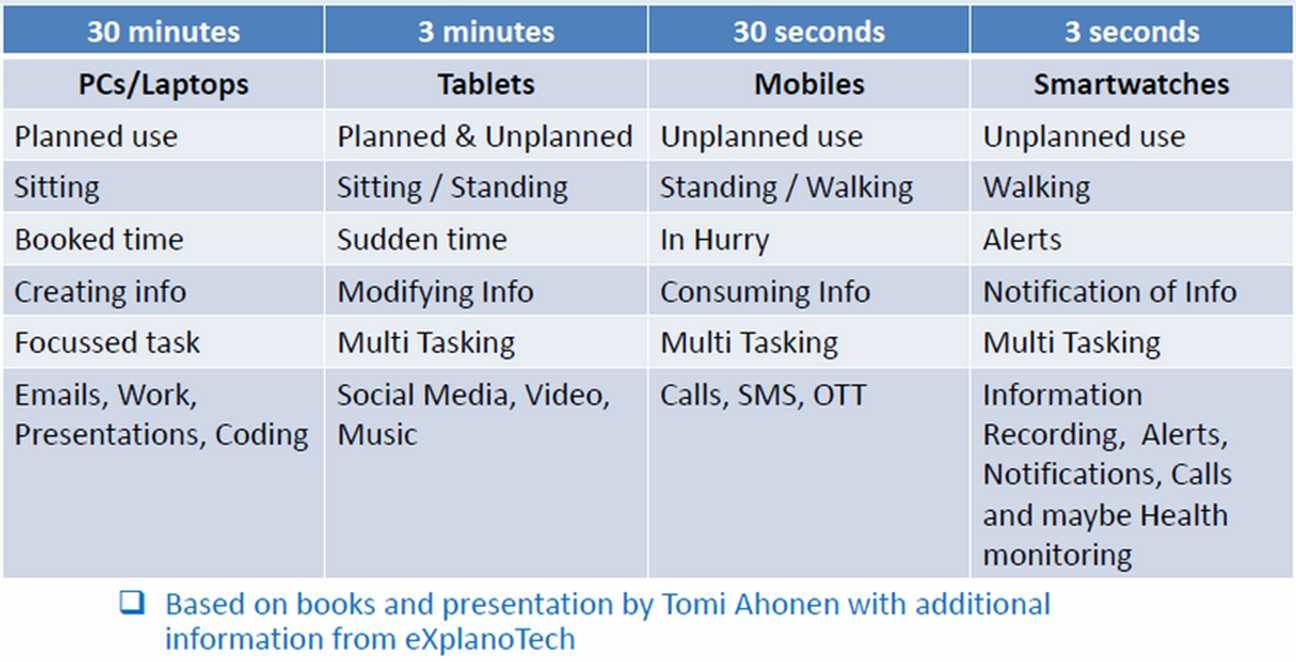 30 minutes 3 minutes 30 seconds 3 seconds
PCs/Laptops Tablets Mobiles Smartwatches
Planned use Planned & Unplanned Unplanned use Unplanned use
Sitting Sitting / Standing Standing / Walking Walking
Booked time Sudden time In Hurry Alerts
Creating info Modifying Info Consuming Info Notification of Info
Focussed task Multi Tasking Multi Tasking Multi Tasking
Emails, Work, Social Media, Video, Calls, SMS, OTT Information
Presentations, Coding Music Recording, Alerts,
Notifications, Calls
and maybe Health
monitoring
Based on books and presentation by Tomi Ahonen with additional
information from eXplanoTech